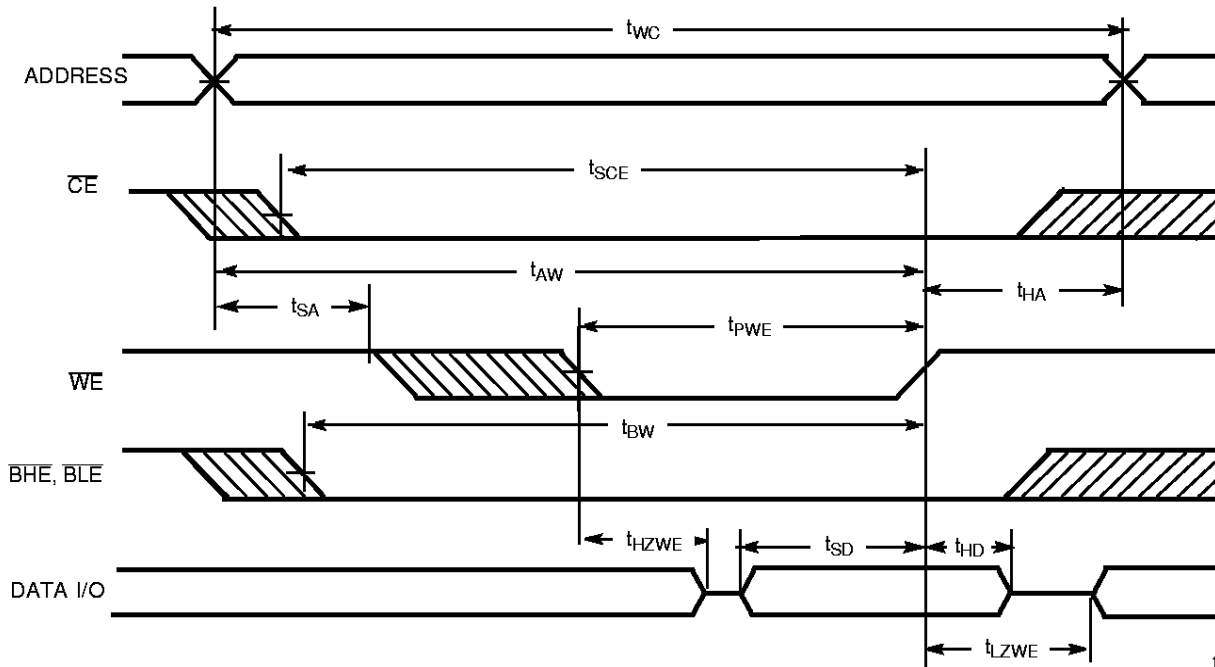 tWC
ADDRESS
CE
tSCE
tAW
tSA
tHA
tPWE
WE
tBW
BHE, BLE
tHZWE
tSD
tHD
DATA I/O
tLZWE